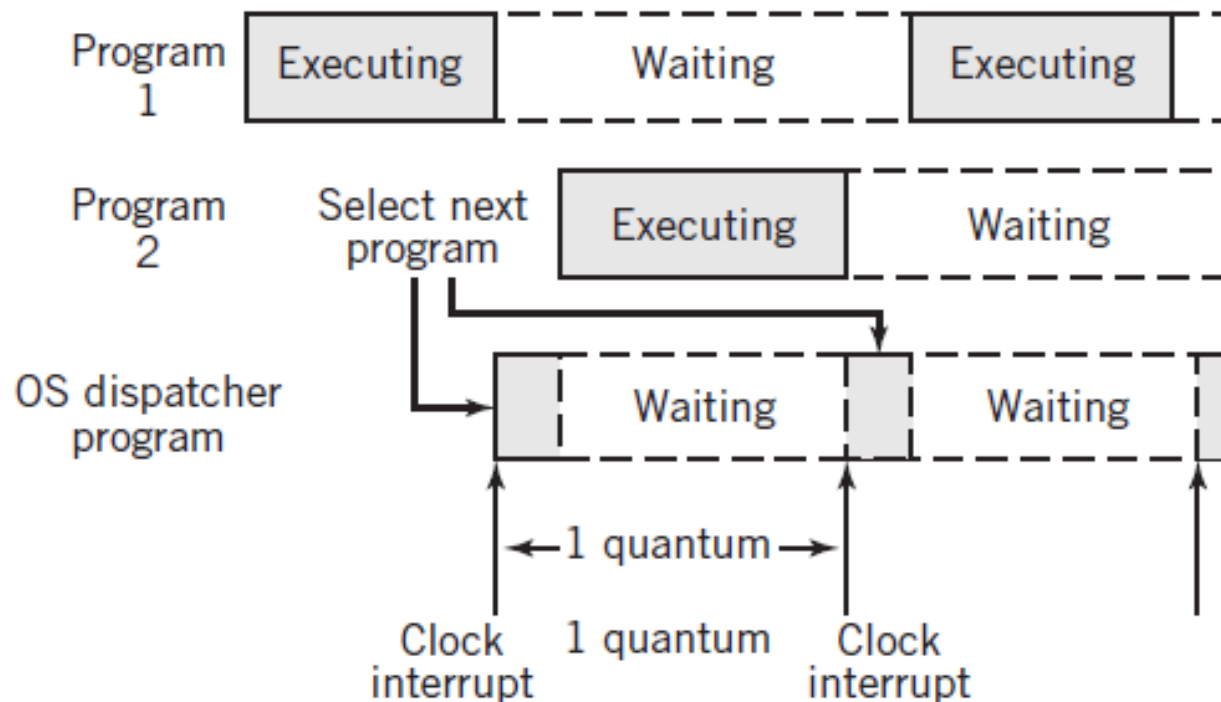 Program
1
Executing
Waiting
Executing
Program
2
Select next
program
Executing
Waiting
OS dispatcher
program
Waiting
Waiting
1 quantum
Clock
interrupt
1 quantum
Clock
interrupt